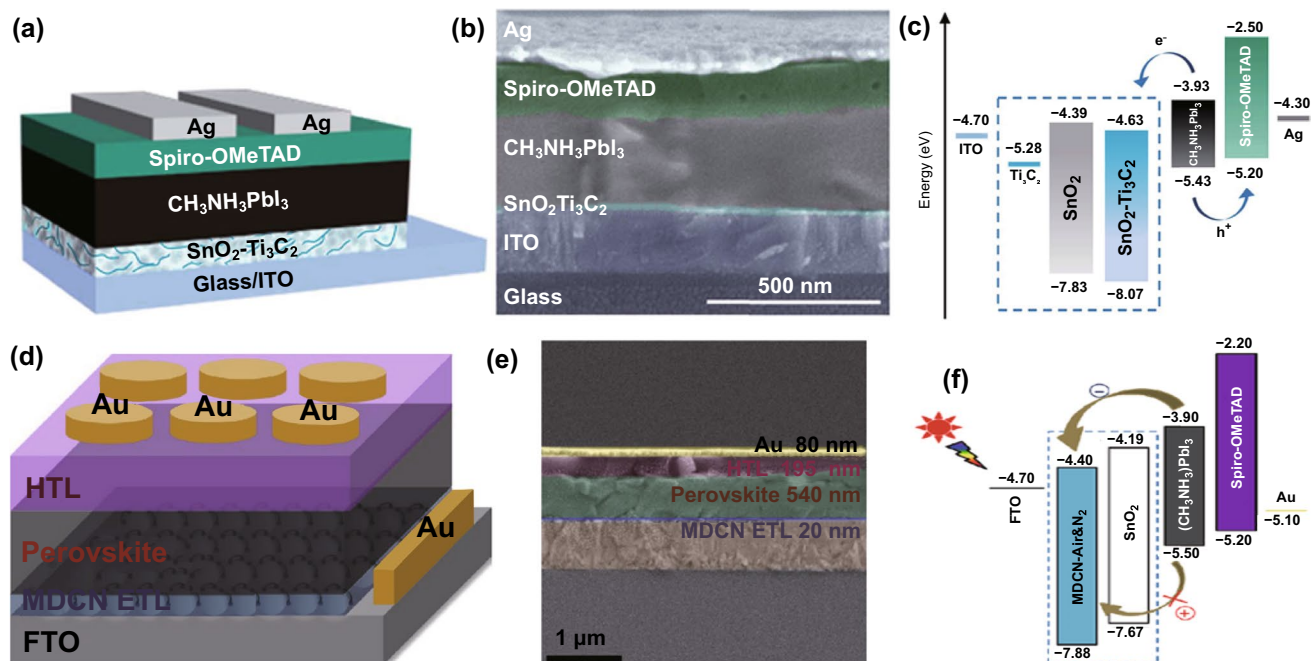 (a)
Ag
Ag
Spiro-OMeTAD
CH₃NH₃PbI₃
SnO₂-Ti₃C₂
Glass/ITO
(b)
Ag
Spiro-OMeTAD
CH₃NH₃PbI₃
SnO₂Ti₃C₂
ITO
Glass
500 nm
(c)
Energy (eV)
−4.70
ITO
−5.28
Ti₃C₂
−4.39
SnO₂
−7.83
−4.63
SnO₂-Ti₃C₂
−8.07
e⁻
−3.93
CH₃NH₃PbI₃
−5.43
h⁺
−2.50
Spiro-OMeTAD
−5.20
−4.30
Ag
(d)
Au
Au
Au
HTL
Au
Perovskite
MDCN ETL
FTO
(e)
Au 80 nm
HTL 198 nm
Perovskite 540 nm
MDCN ETL 20 nm
1 µm
(f)
−4.70
FTO
−4.40
MDCN-Air&N₂
−7.88
−4.19
SnO₂
−7.67
−3.90
(CH₃NH₃)PbI₃
−5.50
−2.20
Spiro-OMeTAD
−5.20
Au
−5.10